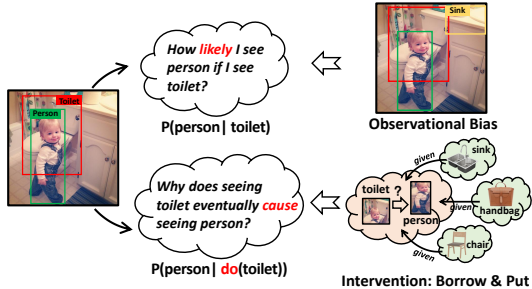 How likely I see
person if I see
toilet?
P(person| toilet)
Toilet
Person
Sink
Observational Bias
Why does seeing
toilet eventually cause
seeing person?
P(person| do(toilet))
given
sink
toilet
?
person
given
handbag
given
chair
Intervention: Borrow & Put